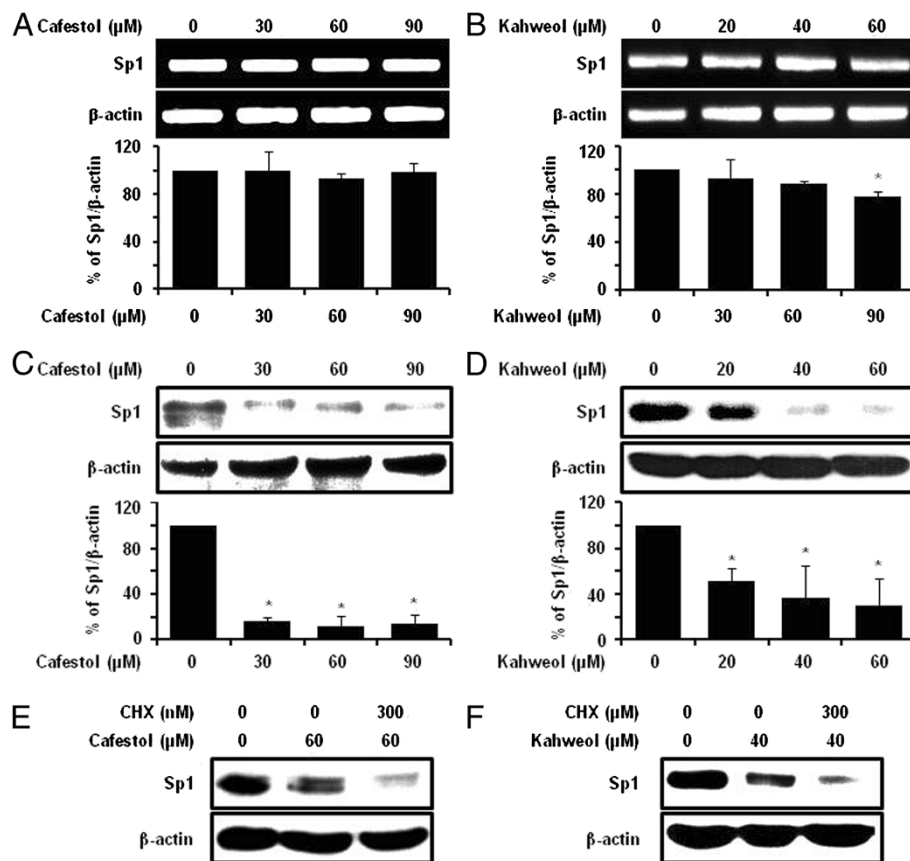 A Cafestol (μM) 0 30 60 90
Sp1
β-actin
% of Sp1/β-actin
120
80
40
0
Cafestol (μM) 0 30 60 90
B Kahweol (μM) 0 20 40 60
Sp1
β-actin
% of Sp1/β-actin
120
80
40
0
*
Kahweol (μM) 0 30 60 90
C Cafestol (μM) 0 30 60 90
Sp1
β-actin
% of Sp1/β-actin
120
80
40
0
* * *
Cafestol (μM) 0 30 60 90
D Kahweol (μM) 0 20 40 60
Sp1
β-actin
% of Sp1/β-actin
120
80
40
0
* * *
Kahweol (μM) 0 20 40 60
E CHX (nM) 0 0 300
Cafestol (μM) 0 60 60
Sp1
β-actin
F CHX (μM) 0 0 300
Kahweol (μM) 0 40 40
Sp1
β-actin